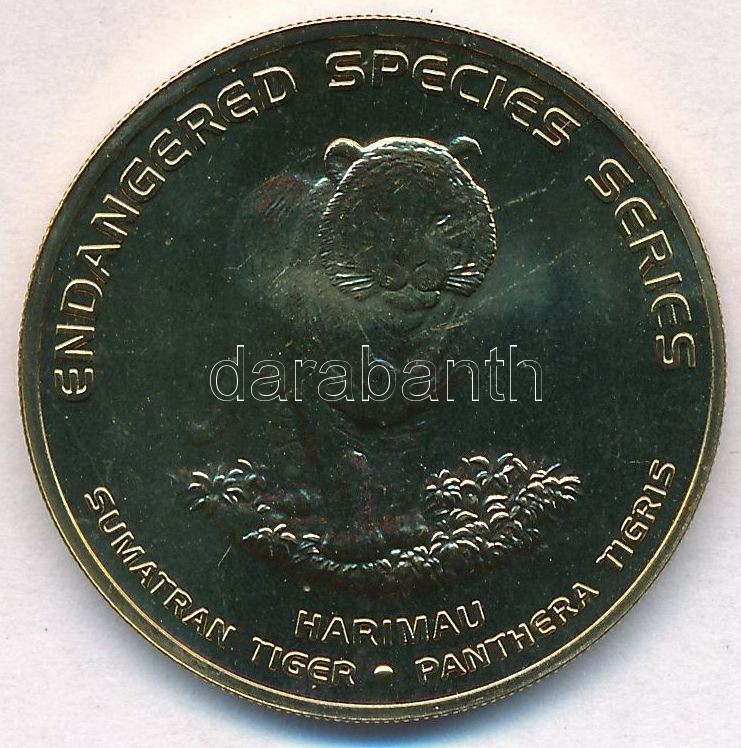 ENDANGERED SPECIES SERIES
darabanth
HARIMAU
SUMATRAN TIGER • PANTHERA TIGRIS